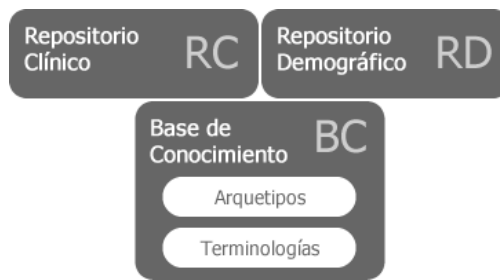 Repositorio
Clínico
RC
Repositorio
Demográfico
RD
Base de
Conocimiento
BC
Arquetipos
Terminologías